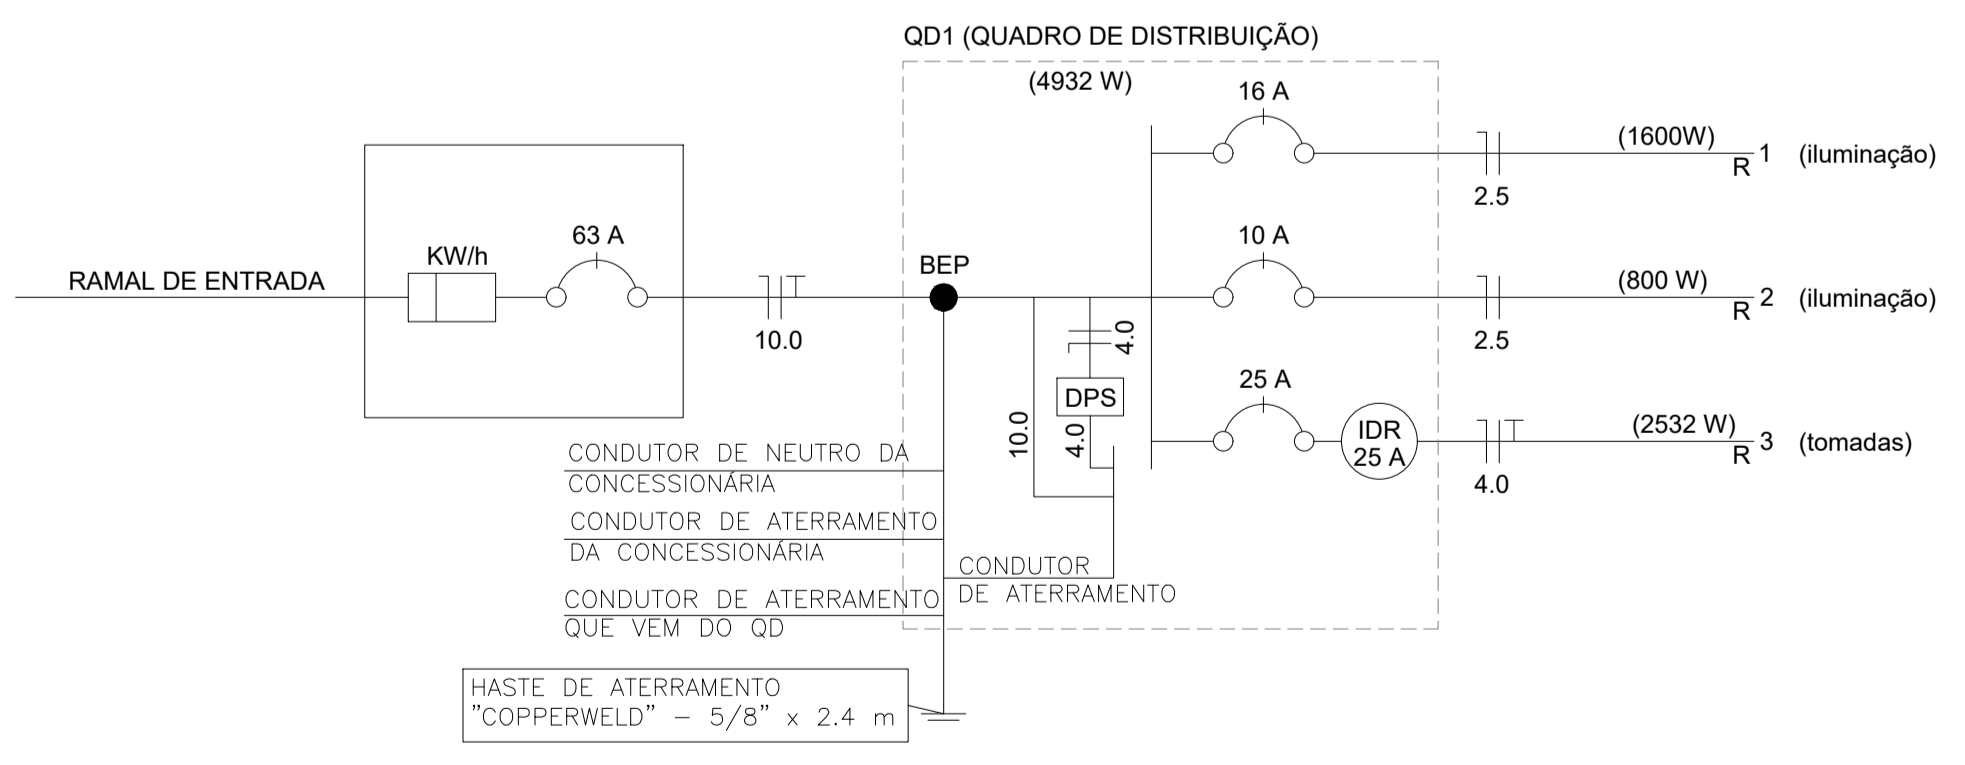 QD1 (QUADRO DE DISTRIBUIÇÃO)
(4932 W)
16 A
(1600W)
R 1 (iluminação)
2.5
63 A
KW/h
RAMAL DE ENTRADA
10.0
BEP
10 A
(800 W)
R 2 (iluminação)
2.5
4.0
DPS
10.0
4.0
25 A
IDR
25 A
(2532 W)
R 3 (tomadas)
4.0
CONDUTOR DE NEUTRO DA
CONCESSIONÁRIA
CONDUTOR DE ATERRAMENTO
DA CONCESSIONÁRIA
CONDUTOR
DE ATERRAMENTO
CONDUTOR DE ATERRAMENTO
QUE VEM DO QD
HASTE DE ATERRAMENTO
"COPPERWELD" – 5/8" x 2.4 m